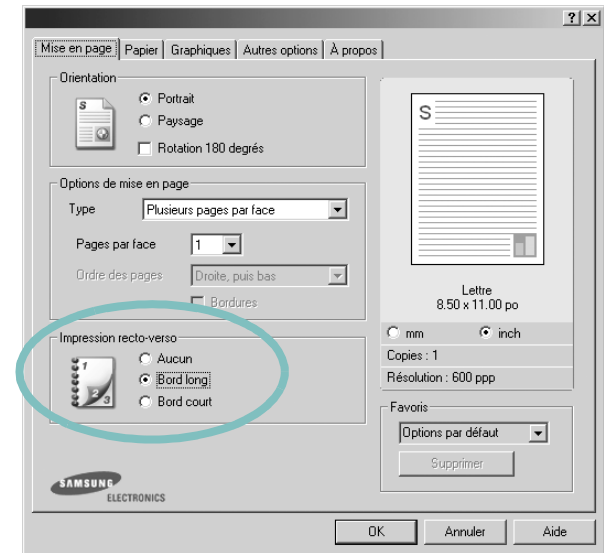 ? ×
Mise en page Papier Graphiques Autres options À propos
Orientation
S
Portrait
Paysage
Rotation 180 degrés
Options de mise en page
Type Plusieurs pages par face
Pages par face 1
Ordre des pages Droite, puis bas
Bordures
Impression recto-verso
1 2 3
Aucun
Bord long
Bord court
SAMSUNG
ELECTRONICS
S
Lettre
8.50 x 11.00 po
mm inch
Copies : 1
Résolution : 600 ppp
Favoris
Options par défaut
Supprimer
OK Annuler Aide